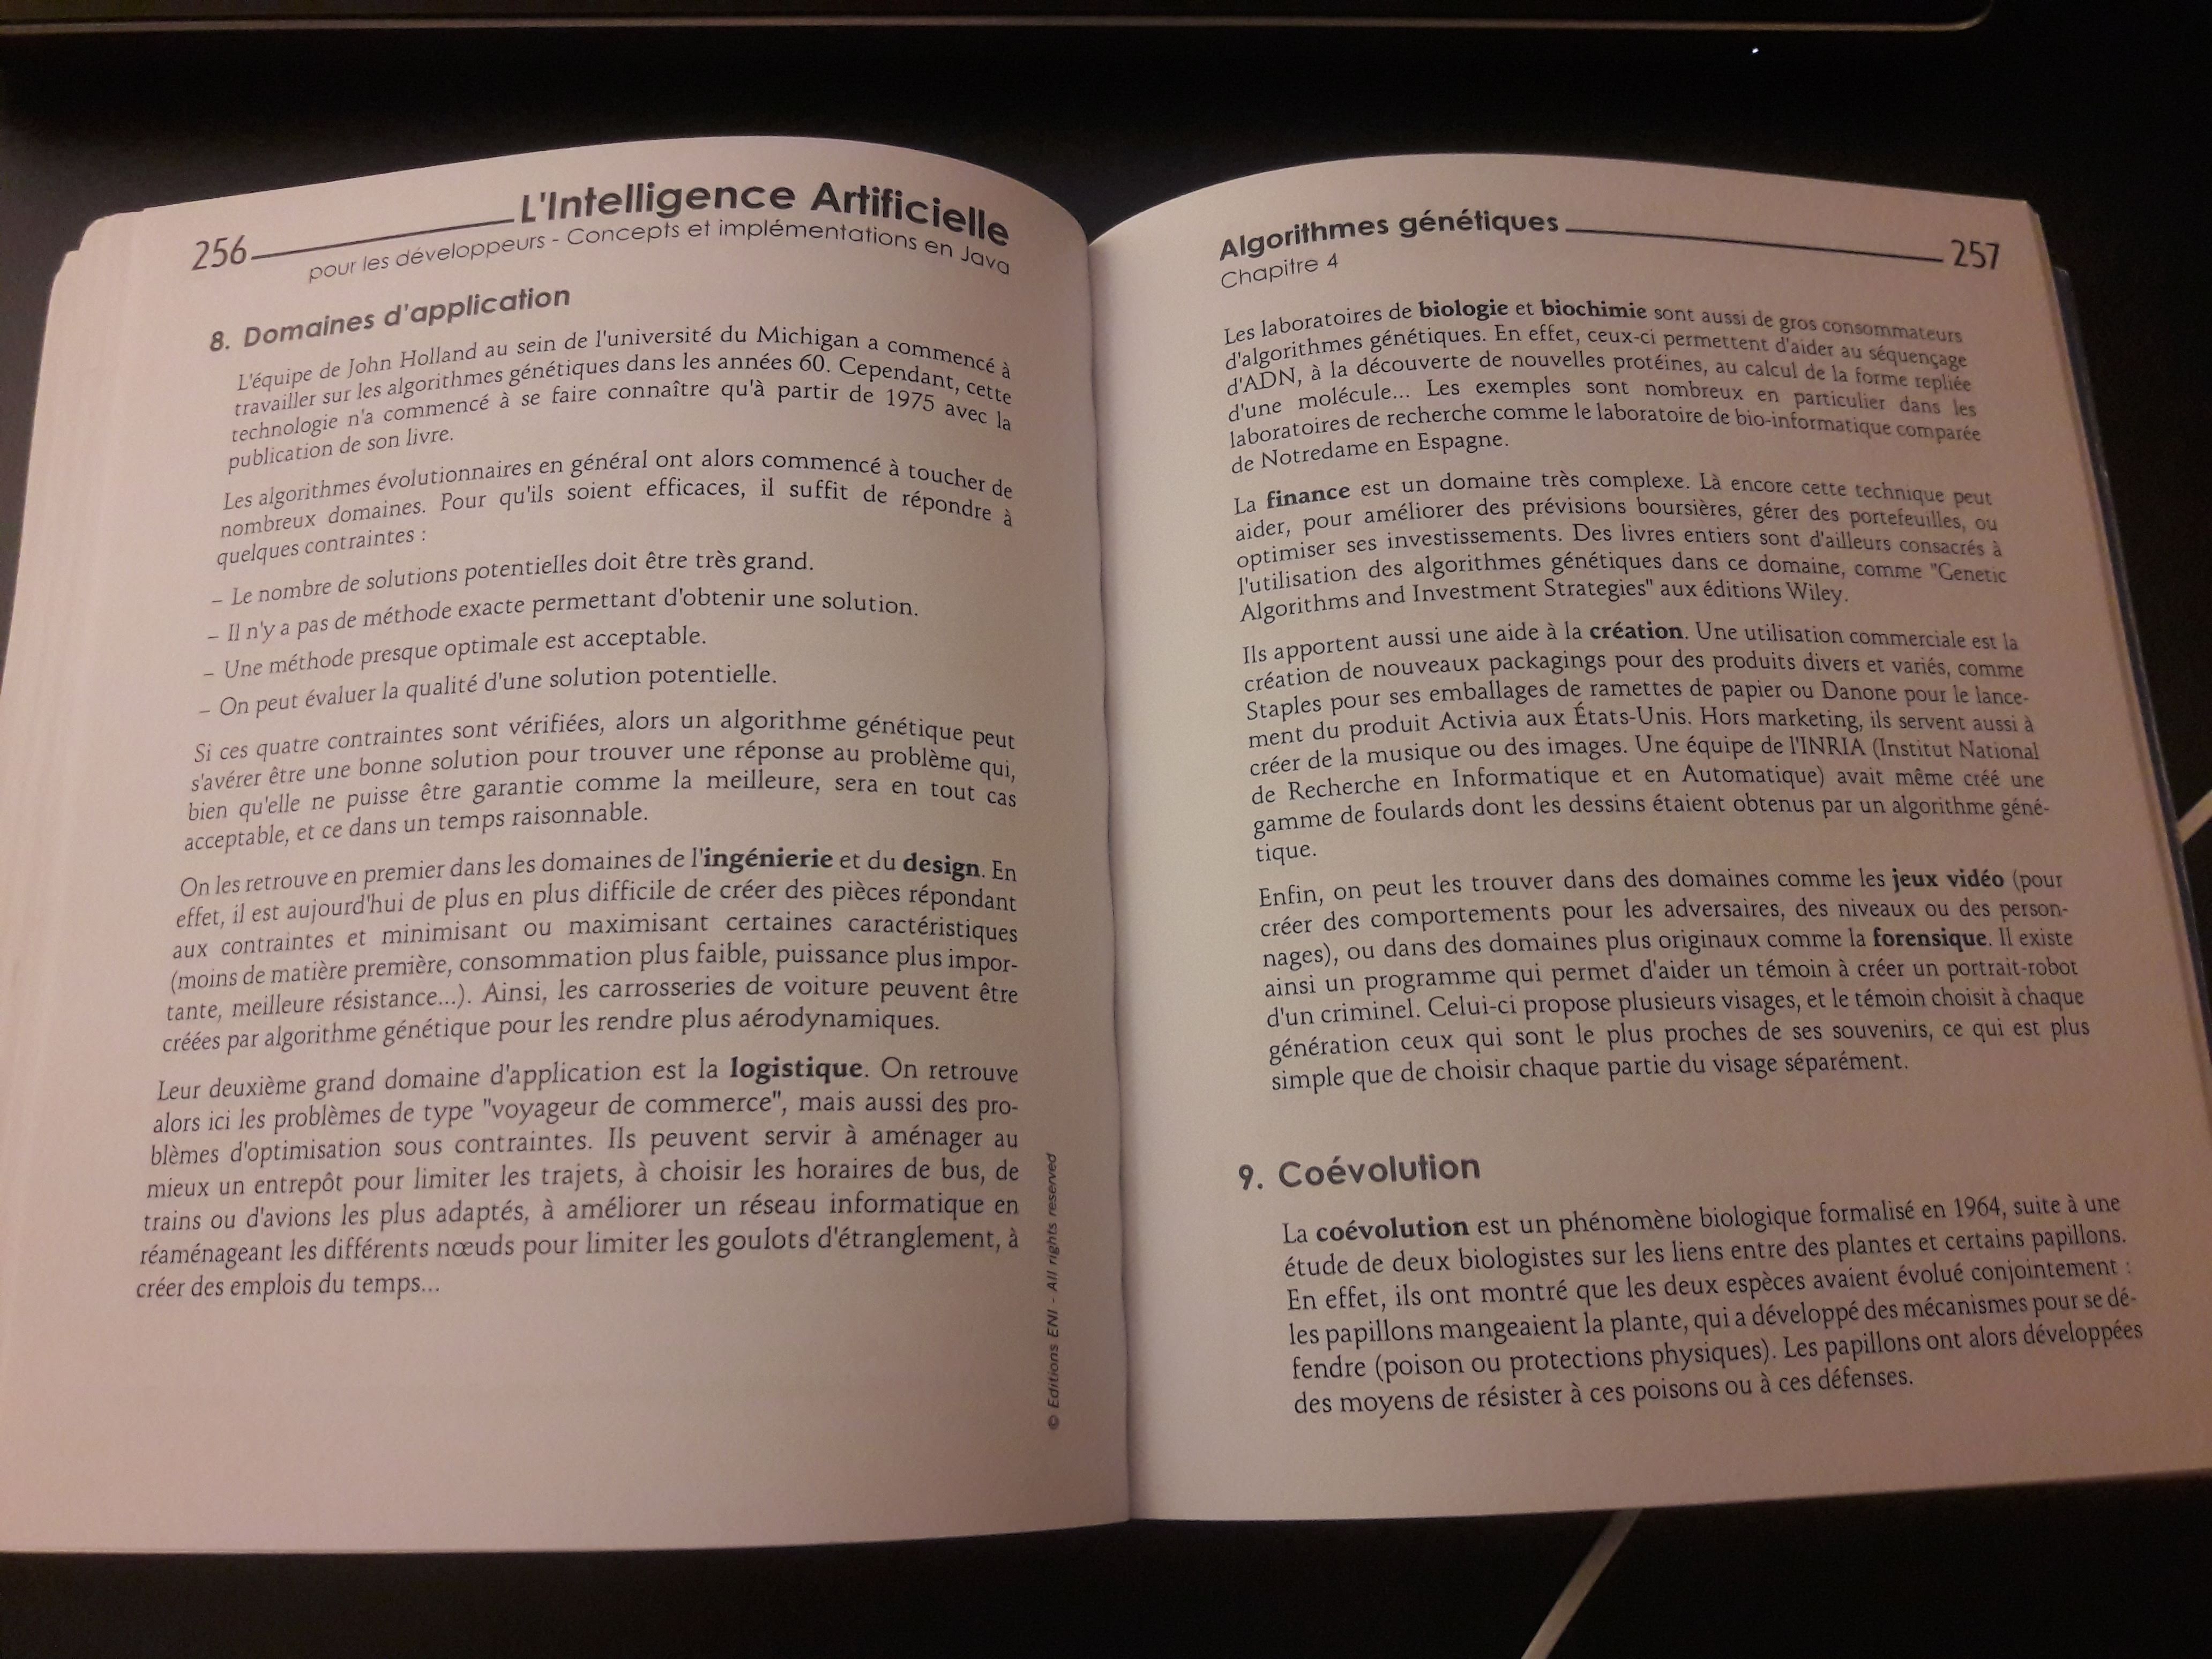 256
L'Intelligence Artificielle
pour les développeurs - Concepts et implémentations en Java
8. Domaines d'application
L'équipe de John Holland au sein de l'université du Michigan a commencé à
travailler sur les algorithmes génétiques dans les années 60. Cependant, cette
technologie n'a commencé à se faire connaître qu'à partir de 1975 avec la
publication de son livre.
Les algorithmes évolutionnaires en général ont alors commencé à toucher de
nombreux domaines. Pour qu'ils soient efficaces, il suffit de répondre à
quelques contraintes :
– Le nombre de solutions potentielles doit être très grand.
– Il n'y a pas de méthode exacte permettant d'obtenir une solution.
– Une méthode presque optimale est acceptable.
– On peut évaluer la qualité d'une solution potentielle.
Si ces quatre contraintes sont vérifiées, alors un algorithme génétique peut
s'avérer être une bonne solution pour trouver une réponse au problème qui,
bien qu'elle ne puisse être garantie comme la meilleure, sera en tout cas
acceptable, et ce dans un temps raisonnable.
On les retrouve en premier dans les domaines de l'ingénierie et du design. En
effet, il est aujourd'hui de plus en plus difficile de créer des pièces répondant
aux contraintes et minimisant ou maximisant certaines caractéristiques
(moins de matière première, consommation plus faible, puissance plus impor-
tante, meilleure résistance...). Ainsi, les carrosseries de voiture peuvent être
créées par algorithme génétique pour les rendre plus aérodynamiques.
Leur deuxième grand domaine d'application est la logistique. On retrouve
alors ici les problèmes de type "voyageur de commerce", mais aussi des pro-
blèmes d'optimisation sous contraintes. Ils peuvent servir à aménager au
mieux un entrepôt pour limiter les trajets, à choisir les horaires de bus, de
trains ou d'avions les plus adaptés, à améliorer un réseau informatique en
réaménageant les différents nœuds pour limiter les goulots d'étranglement, à
créer des emplois du temps...
© Editions ENI - All rights reserved
Algorithmes génétiques
257
Chapitre 4
Les laboratoires de biologie et biochimie sont aussi de gros consommateurs
d'algorithmes génétiques. En effet, ceux-ci permettent d'aider au séquençage
d'ADN, à la découverte de nouvelles protéines, au calcul de la forme repliée
d'une molécule... Les exemples sont nombreux en particulier dans les
laboratoires de recherche comme le laboratoire de bio-informatique comparée
de Notredame en Espagne.
La finance est un domaine très complexe. Là encore cette technique peut
aider, pour améliorer des prévisions boursières, gérer des portefeuilles, ou
optimiser ses investissements. Des livres entiers sont d'ailleurs consacrés à
l'utilisation des algorithmes génétiques dans ce domaine, comme "Genetic
Algorithms and Investment Strategies" aux éditions Wiley.
Ils apportent aussi une aide à la création. Une utilisation commerciale est la
création de nouveaux packagings pour des produits divers et variés, comme
Staples pour ses emballages de ramettes de papier ou Danone pour le lance-
ment du produit Activia aux États-Unis. Hors marketing, ils servent aussi à
créer de la musique ou des images. Une équipe de l'INRIA (Institut National
de Recherche en Informatique et en Automatique) avait même créé une
gamme de foulards dont les dessins étaient obtenus par un algorithme géné-
tique.
Enfin, on peut les trouver dans des domaines comme les jeux vidéo (pour
créer des comportements pour les adversaires, des niveaux ou des person-
nages), ou dans des domaines plus originaux comme la forensique. Il existe
ainsi un programme qui permet d'aider un témoin à créer un portrait-robot
d'un criminel. Celui-ci propose plusieurs visages, et le témoin choisit à chaque
génération ceux qui sont le plus proches de ses souvenirs, ce qui est plus
simple que de choisir chaque partie du visage séparément.
9. Coévolution
La coévolution est un phénomène biologique formalisé en 1964, suite à une
étude de deux biologistes sur les liens entre des plantes et certains papillons.
En effet, ils ont montré que les deux espèces avaient évolué conjointement :
les papillons mangeaient la plante, qui a développé des mécanismes pour se dé-
fendre (poison ou protections physiques). Les papillons ont alors développées
des moyens de résister à ces poisons ou à ces défenses.